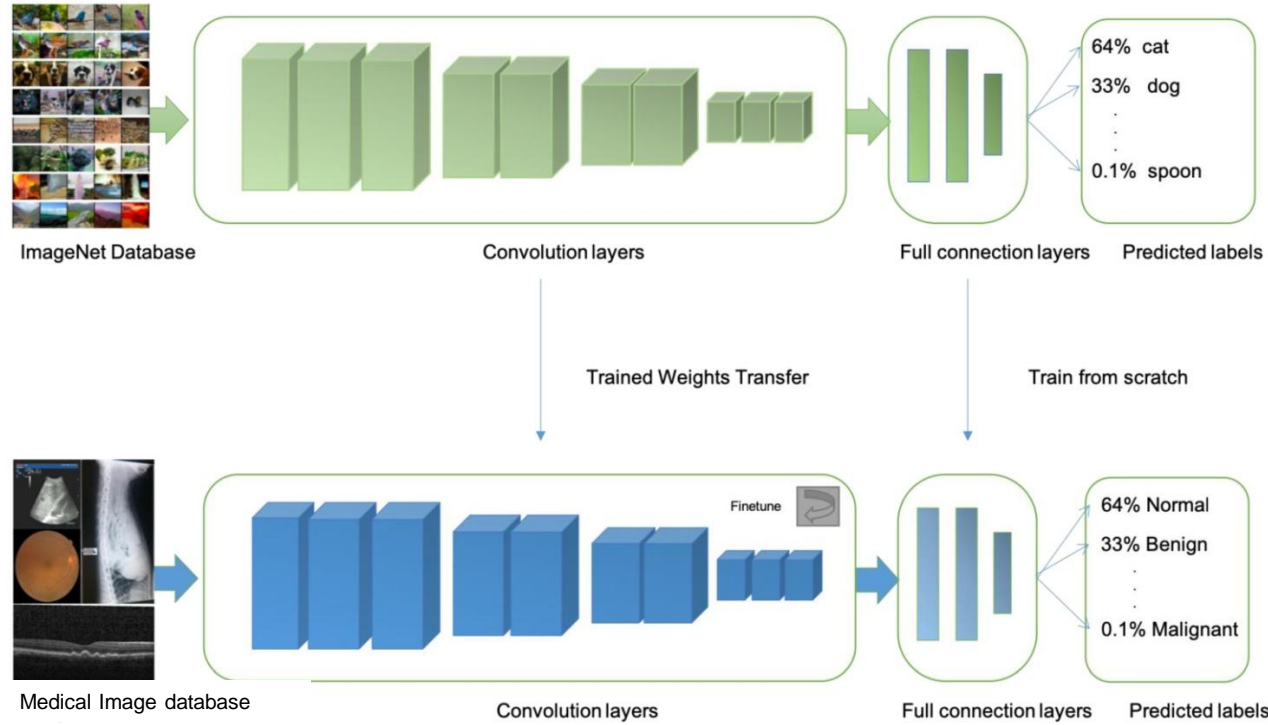 64% cat
33% dog
.
.
.
.
0.1% spoon
ImageNet Database
Convolution layers
Full connection layers
Predicted labels
Trained Weights Transfer
Train from scratch
Finetune
64% Normal
33% Benign
.
.
.
.
0.1% Malignant
Medical Image database
Convolution layers
Full connection layers
Predicted labels